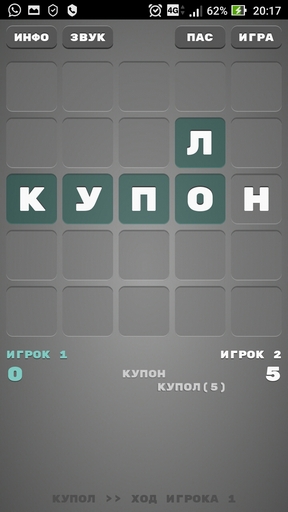 4G 62% 20:17
ИНФО ЗВУК ПАС ИГРА
Л
КУПОН
ИГРОК 1 ИГРОК 2
0 КУПОН 5
КУПОЛ(5)
КУПОЛ >> ХОД ИГРОКА 1